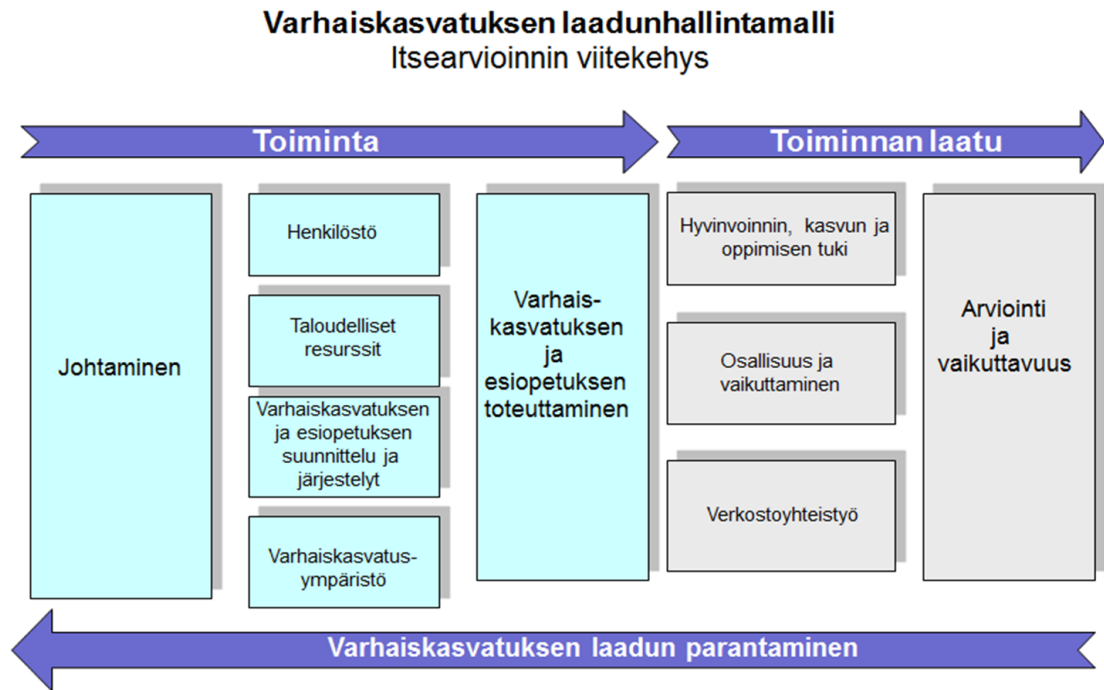 Varhaiskasvatuksen laadunhallintamalli
Itsearvioinnin viitekehys
Toiminta
Toiminnan laatu
Johtaminen
Henkilöstö
Taloudelliset
resurssit
Varhaiskasvatuksen
ja esiopetuksen
suunnittelu ja
järjestelyt
Varhaiskasvatus-
ympäristö
Varhais-
kasvatuksen
ja
esiopetuksen
toteuttaminen
Hyvinvoinnin, kasvun ja
oppimisen tuki
Osallisuus ja
vaikuttaminen
Verkostoyhteistyö
Arviointi
ja
vaikuttavuus
Varhaiskasvatuksen laadun parantaminen